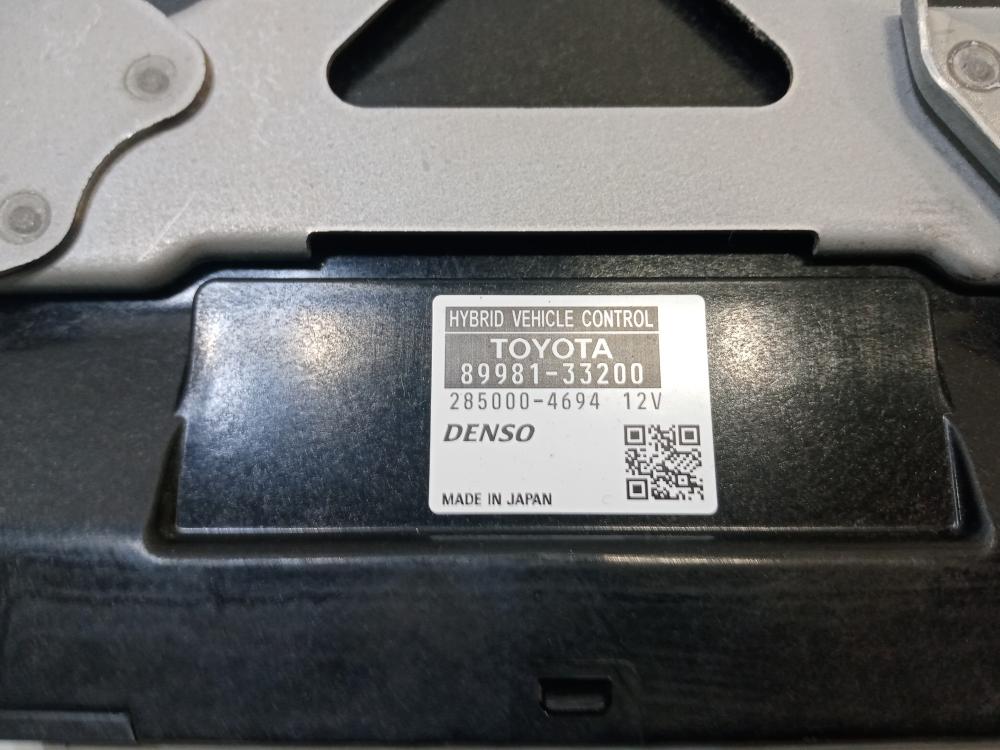 HYBRID VEHICLE CONTROL
TOYOTA
89981-33200
285000-4694 12V
DENSO
MADE IN JAPAN